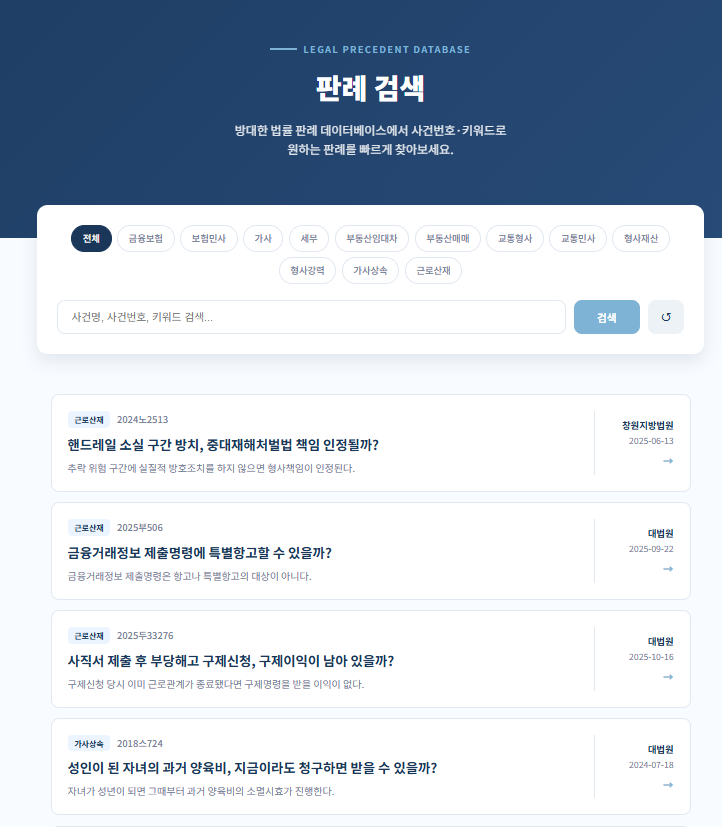 LEGAL PRECEDENT DATABASE
판례 검색
방대한 법률 판례 데이터베이스에서 사건번호·키워드로
원하는 판례를 빠르게 찾아보세요.
전체 금융보험 보험민사 가사 세무 부동산임대차 부동산매매 교통형사 교통민사 형사재산
형사강력 가사상속 근로산재
사건명, 사건번호, 키워드 검색... 검색 ↺
근로산재 2024노2513
핸드레일 소실 구간 방치, 중대재해처벌법 책임 인정될까?
추락 위험 구간에 실질적 방호조치를 하지 않으면 형사책임이 인정된다.
창원지방법원
2025-06-13
→
근로산재 2025부506
금융거래정보 제출명령에 특별항고할 수 있을까?
금융거래정보 제출명령은 항고나 특별항고의 대상이 아니다.
대법원
2025-09-22
→
근로산재 2025두33276
사직서 제출 후 부당해고 구제신청, 구제이익이 남아 있을까?
구제신청 당시 이미 근로관계가 종료됐다면 구제명령을 받을 이익이 없다.
대법원
2025-10-16
→
가사상속 2018스724
성인이 된 자녀의 과거 양육비, 지금이라도 청구하면 받을 수 있을까?
자녀가 성년이 되면 그때부터 과거 양육비의 소멸시효가 진행한다.
대법원
2024-07-18
→